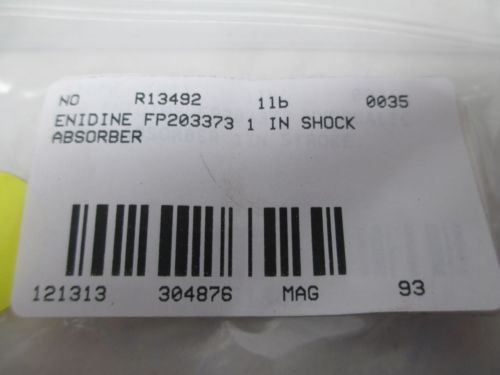 NO R13492 11b 0035
ENIDINE FP203373 1 IN SHOCK
ABSORBER
121313 304876 MAG 93